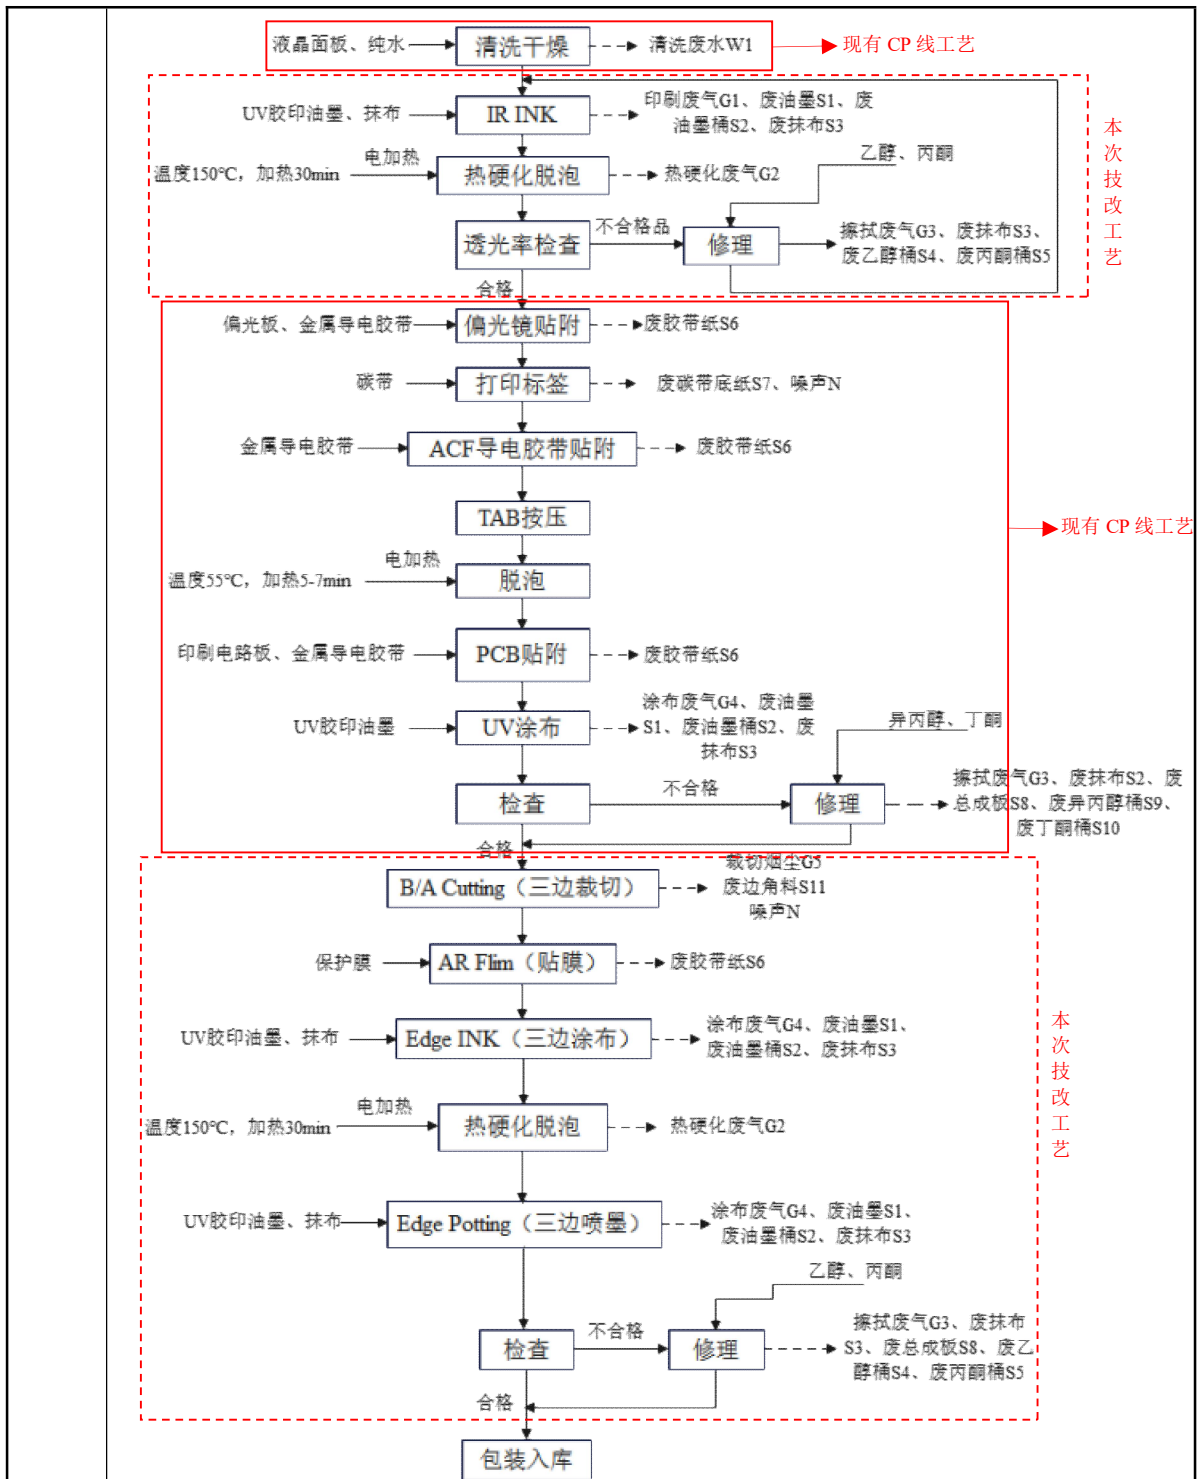 液晶面板、纯水
清洗干燥
清洗废水W1
现有 CP 线工艺
UV胶印油墨、抹布
IR INK
印刷废气G1、废油墨S1、废
油墨桶S2、废抹布S3
本次技改工艺
电加热
温度150℃，加热30min
热硬化脱泡
热硬化废气G2
乙醇、丙酮
透光率检查
不合格品
修理
擦拭废气G3、废抹布S3、
废乙醇桶S4、废丙酮桶S5
合格
偏光板、金属导电胶带
偏光镜贴附
废胶带纸S6
碳带
打印标签
废碳带底纸S7、噪声N
金属导电胶带
ACF导电胶带贴附
废胶带纸S6
TAB按压
现有 CP 线工艺
电加热
温度55℃，加热5-7min
脱泡
印刷电路板、金属导电胶带
PCB贴附
废胶带纸S6
UV胶印油墨
UV涂布
涂布废气G4、废油墨
S1、废油墨桶S2、废
抹布S3
异丙醇、丁酮
检查
不合格
修理
擦拭废气G3、废抹布S2、废
总成板S8、废异丙醇桶S9、
废丁酮桶S10
合格
B/A Cutting（三边裁切）
裁切烟尘G5
废边角料S11
噪声N
保护膜
AR Flim（贴膜）
废胶带纸S6
UV胶印油墨、抹布
Edge INK（三边涂布）
涂布废气G4、废油墨S1、
废油墨桶S2、废抹布S3
本次技改工艺
电加热
温度150℃，加热30min
热硬化脱泡
热硬化废气G2
UV胶印油墨、抹布
Edge Potting（三边喷墨）
涂布废气G4、废油墨S1、
废油墨桶S2、废抹布S3
乙醇、丙酮
检查
不合格
修理
擦拭废气G3、废抹布
S3、废总成板S8、废乙
醇桶S4、废丙酮桶S5
合格
包装入库